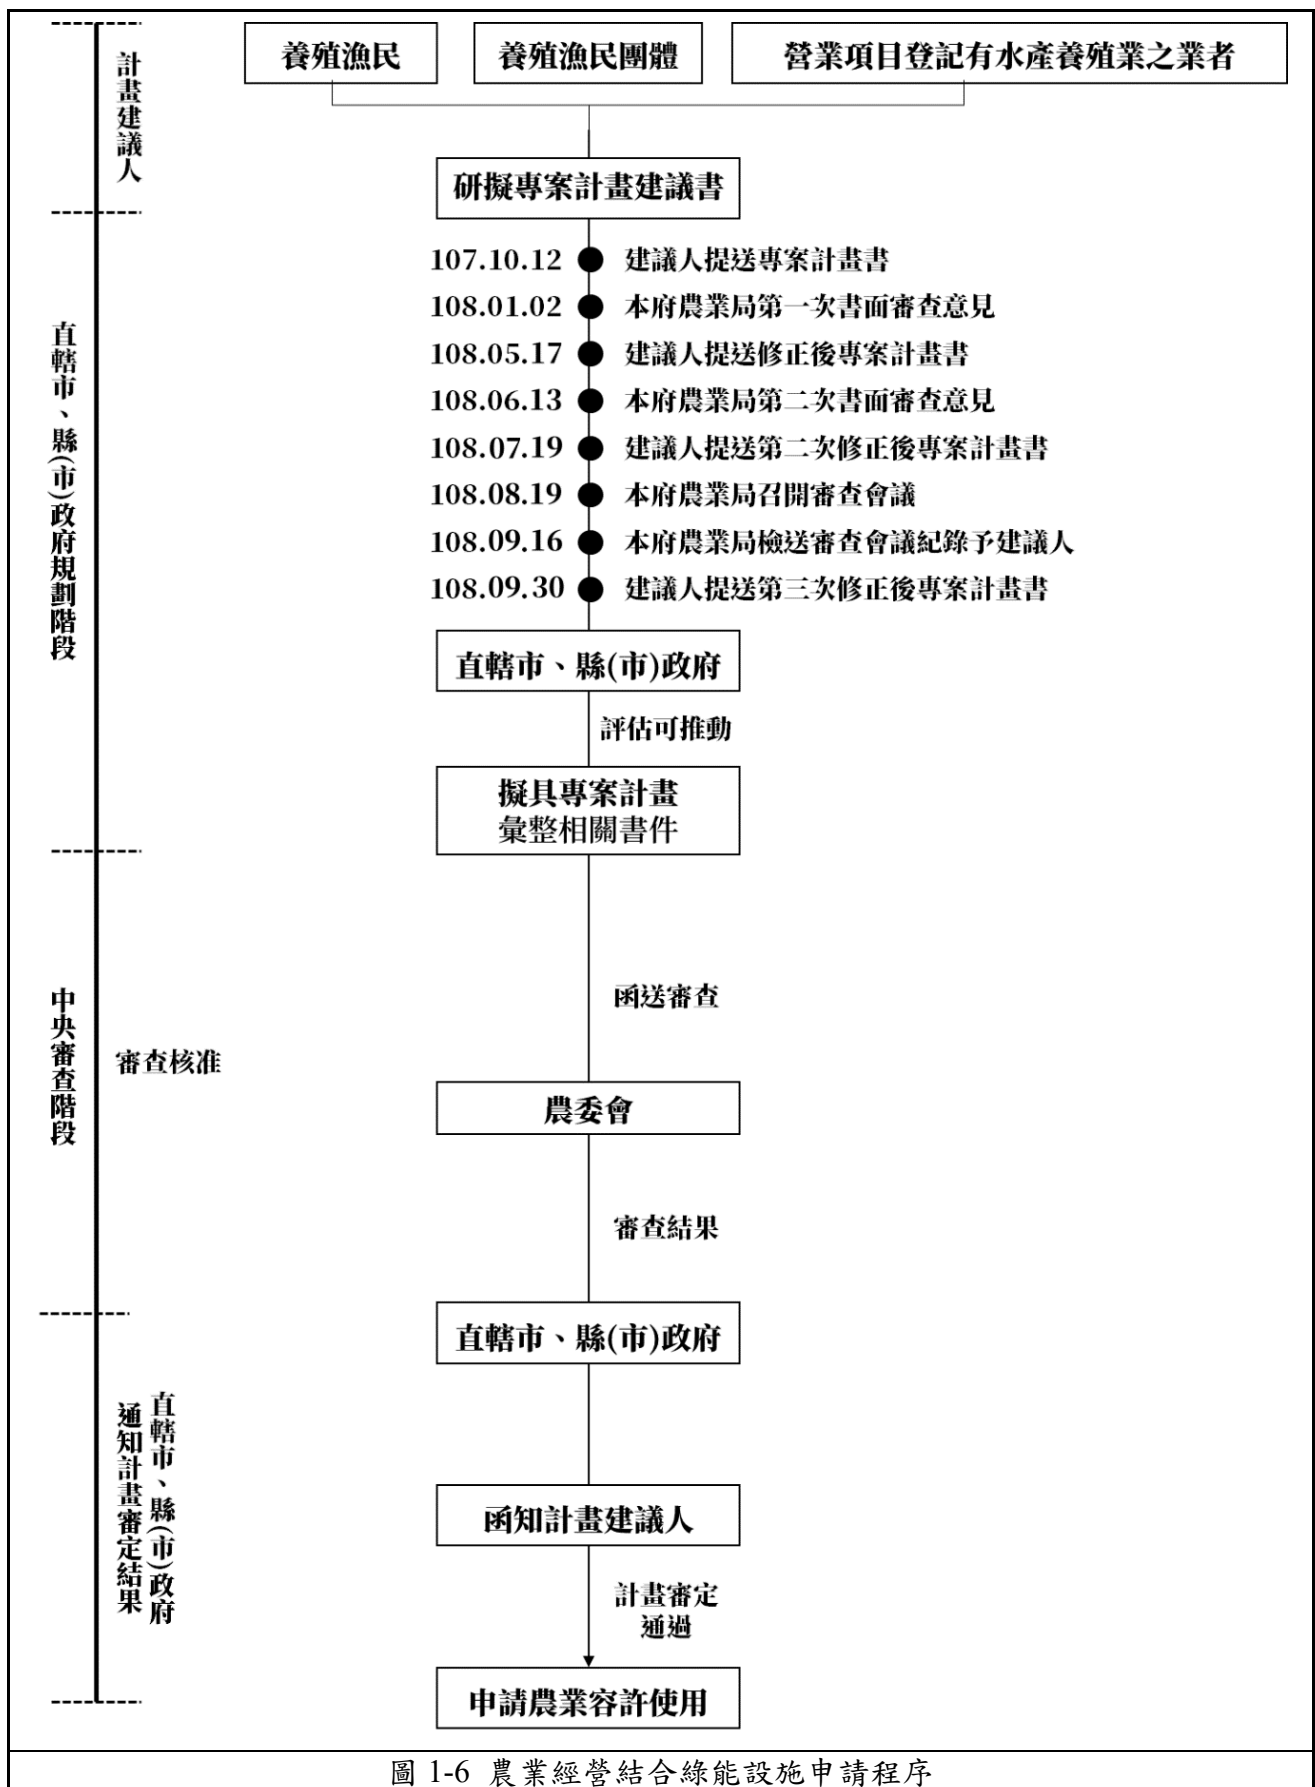 計畫建議人
養殖漁民
養殖漁民團體
營業項目登記有水產養殖業之業者
研擬專案計畫建議書
直轄市、縣(市)政府規劃階段
107.10.12 建議人提送專案計畫書
108.01.02 本府農業局第一次書面審查意見
108.05.17 建議人提送修正後專案計畫書
108.06.13 本府農業局第二次書面審查意見
108.07.19 建議人提送第二次修正後專案計畫書
108.08.19 本府農業局召開審查會議
108.09.16 本府農業局檢送審查會議紀錄予建議人
108.09.30 建議人提送第三次修正後專案計畫書
直轄市、縣(市)政府
評估可推動
擬具專案計畫
彙整相關書件
中央審查階段
審查核准
函送審查
農委會
審查結果
直轄市、縣(市)政府
直轄市、縣(市)政府
通知計畫審定結果
函知計畫建議人
計畫審定
通過
申請農業容許使用
圖 1-6 農業經營結合綠能設施申請程序